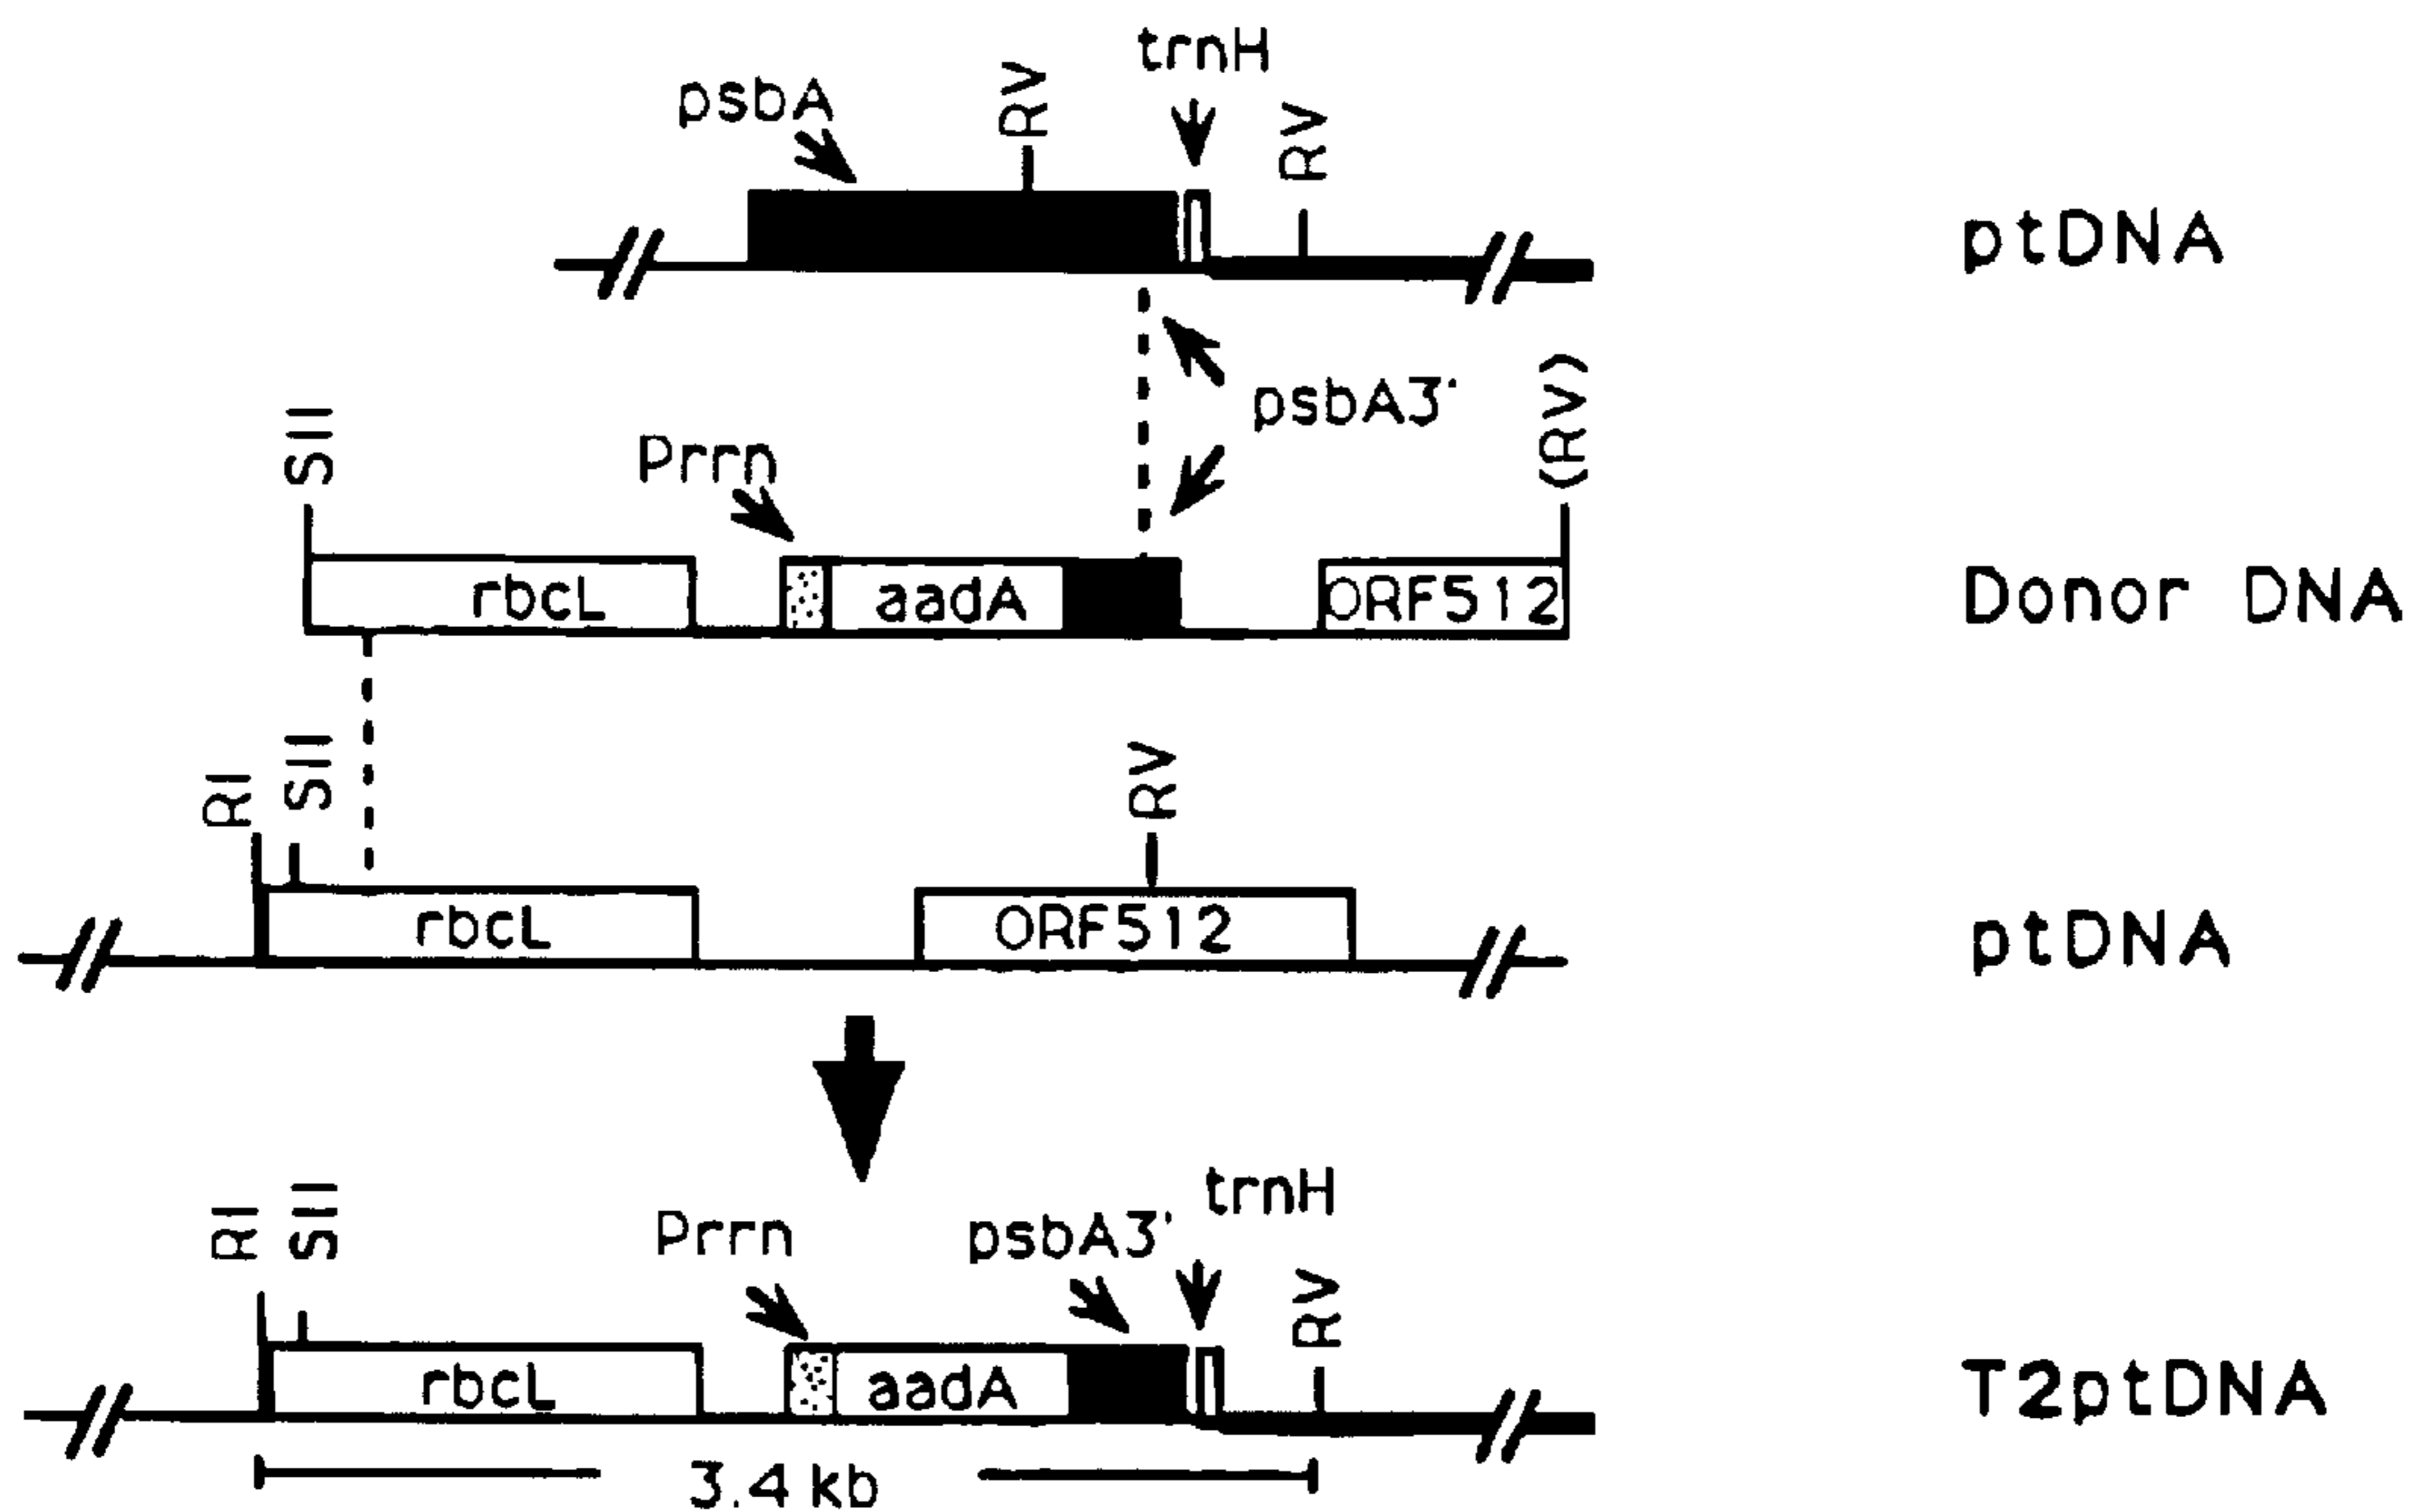 trnH
psbA
RV
RV
ptDNA
psbA3'
(RV)
SII
Prrn
rbcL
aadA
ORF512
Donor DNA
RI
SII
RV
rbcL
ORF512
ptDNA
RI
SII
Prrn
psbA3'
trnH
RV
rbcL
aadA
T2ptDNA
3.4 kb